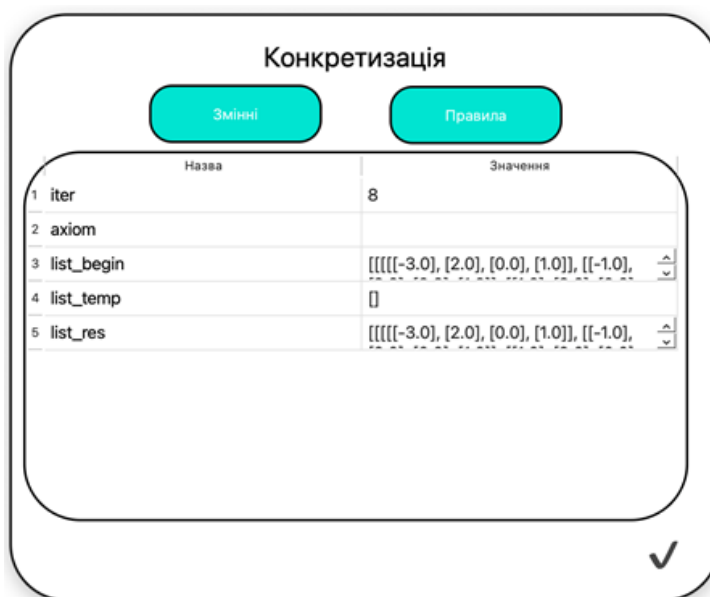 Конкретизація
Змінні Правила
Назва Значення
1 iter 8
2 axiom
3 list_begin [[[[[-3.0], [2.0], [0.0], [1.0]], [[-1.0],
4 list_temp []
5 list_res [[[[[-3.0], [2.0], [0.0], [1.0]], [[-1.0],